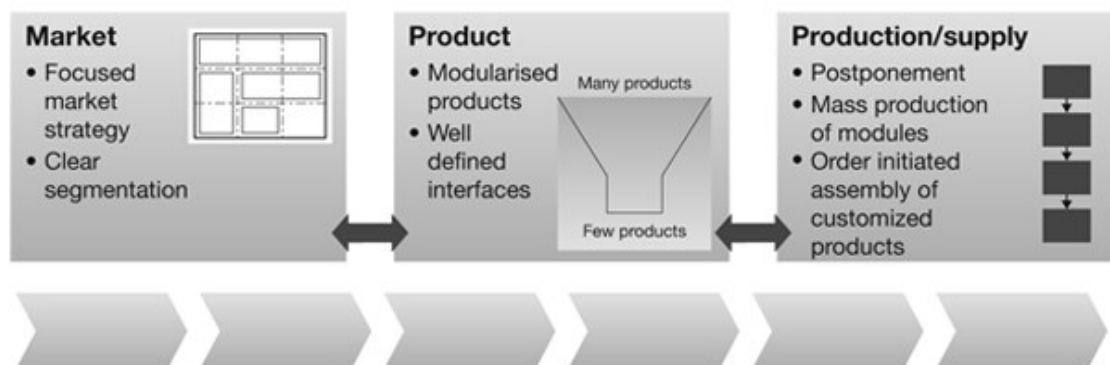 Market
• Focused
market
strategy
• Clear
segmentation
Product
• Modularised
products
• Well
defined
interfaces
Many products
Few products
Production/supply
• Postponement
• Mass production
of modules
• Order initiated
assembly of
customized
products